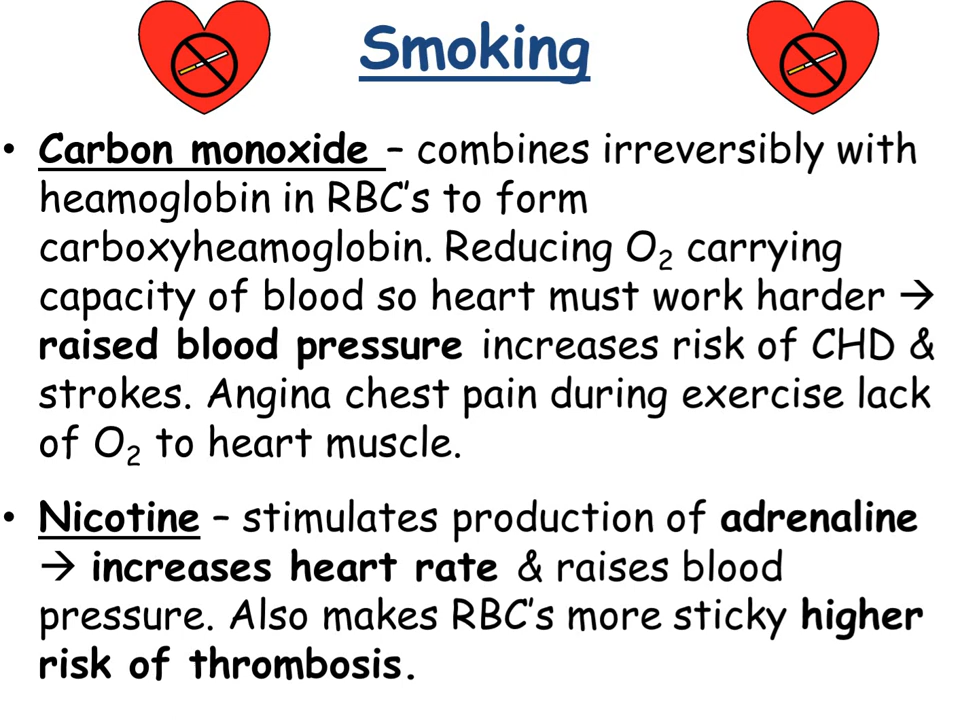 Smoking
• Carbon monoxide – combines irreversibly with
heamoglobin in RBC’s to form
carboxyheamoglobin. Reducing O₂ carrying
capacity of blood so heart must work harder →
raised blood pressure increases risk of CHD &
strokes. Angina chest pain during exercise lack
of O₂ to heart muscle.
• Nicotine – stimulates production of adrenaline
→ increases heart rate & raises blood
pressure. Also makes RBC’s more sticky higher
risk of thrombosis.